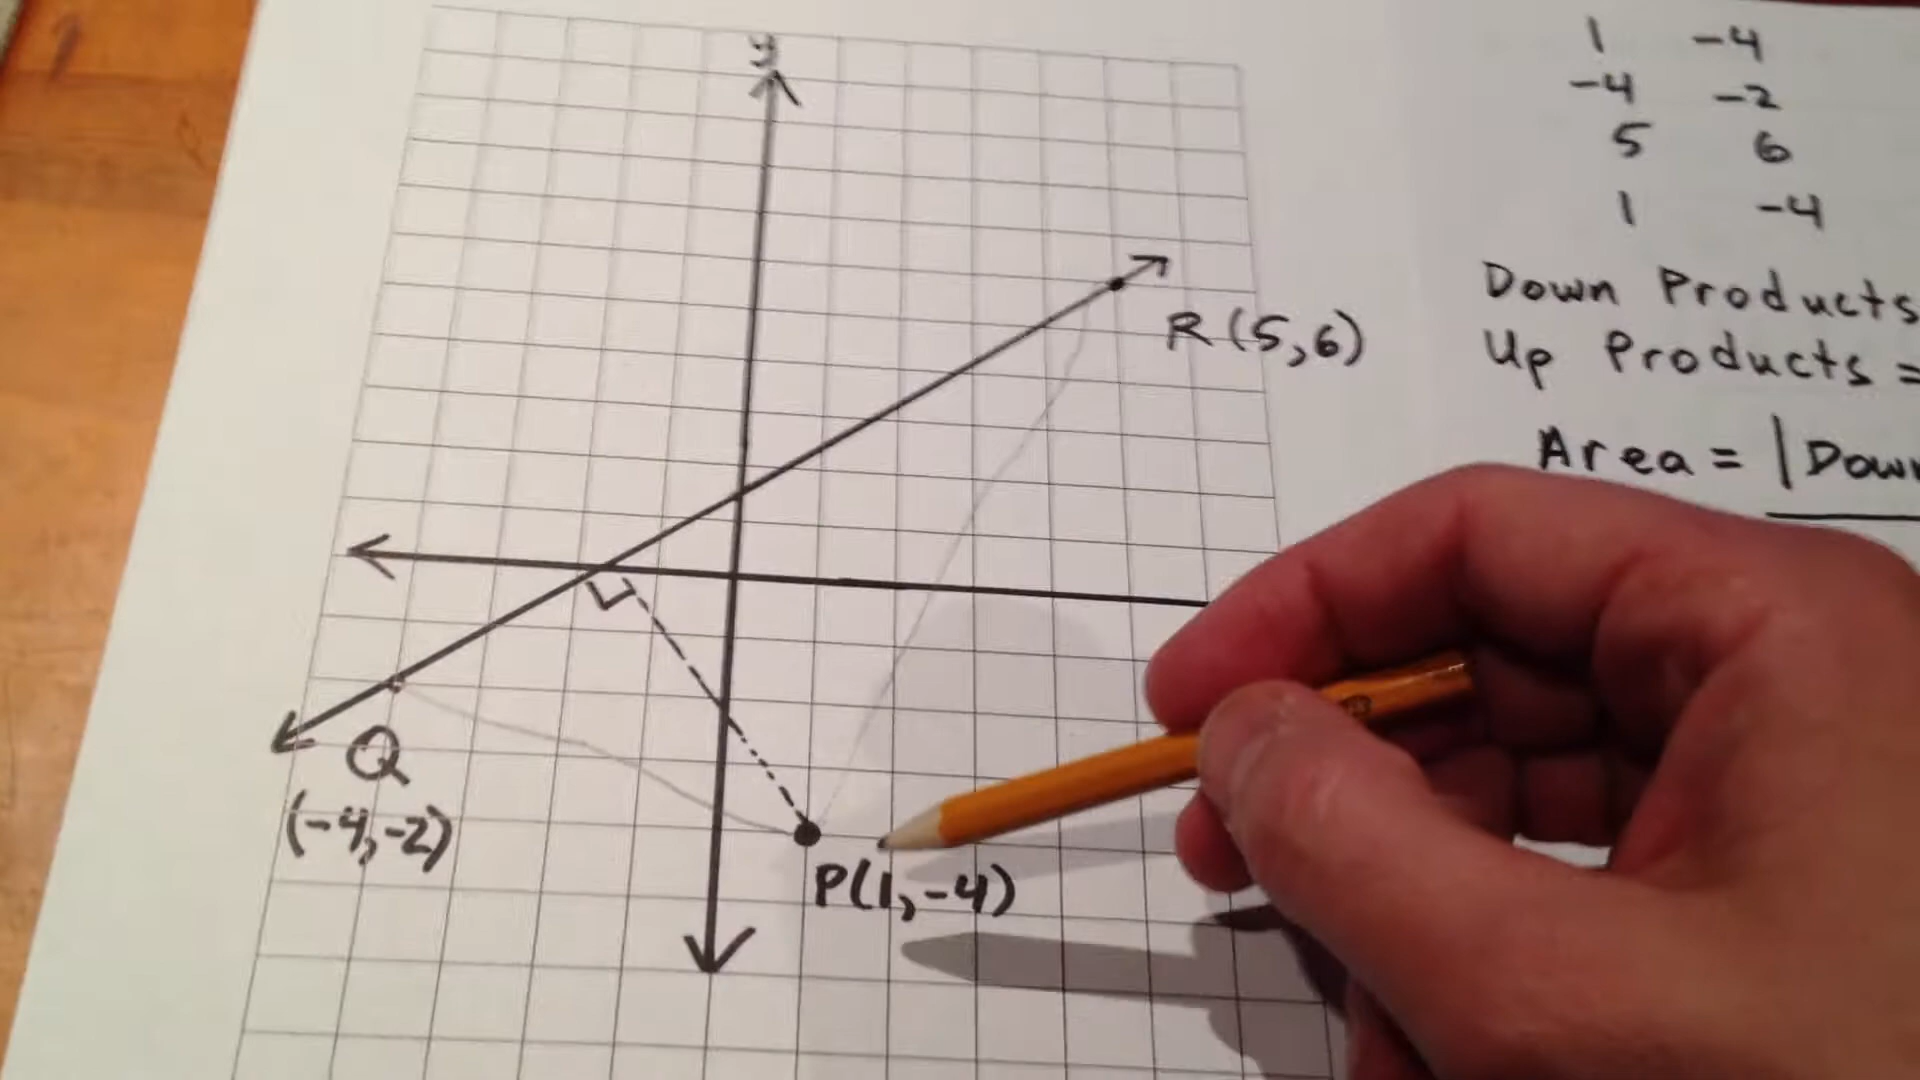 y
R(5,6)
Q
(-4,-2)
P(1,-4)
1 -4
-4 -2
5 6
1 -4
Down Products
Up Products =
Area = |Down